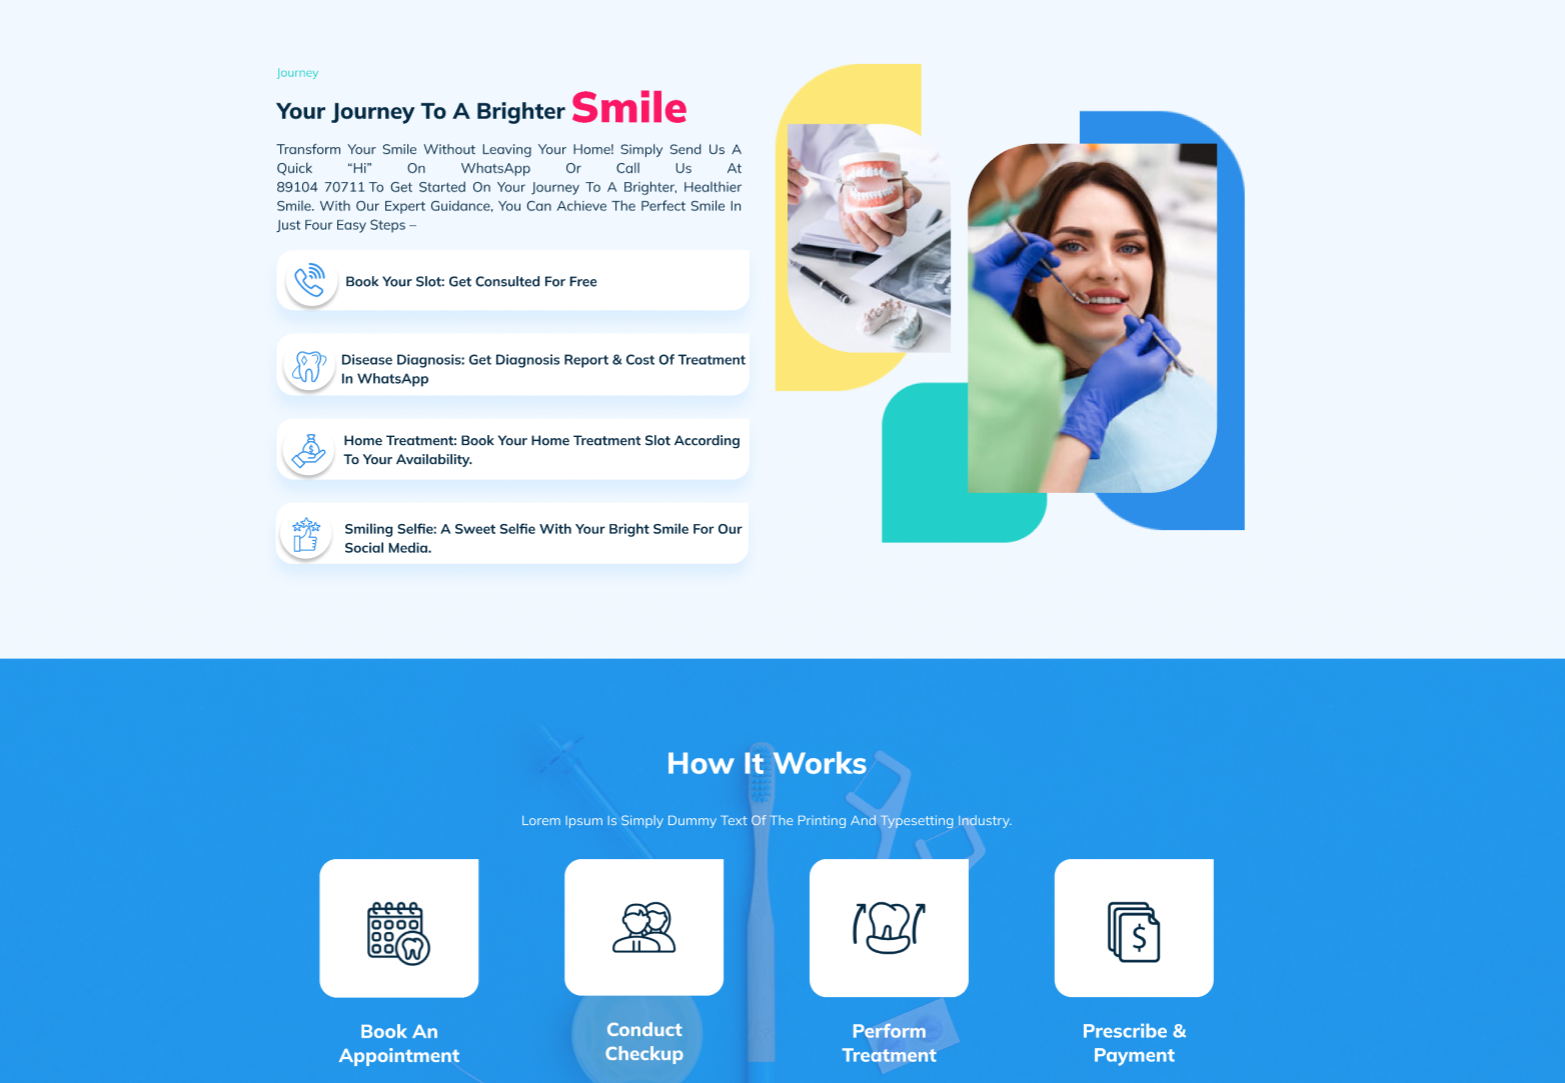 Journey
Your Journey To A Brighter Smile
Transform Your Smile Without Leaving Your Home! Simply Send Us A
Quick “Hi” On WhatsApp Or Call Us At
89104 70711 To Get Started On Your Journey To A Brighter, Healthier
Smile. With Our Expert Guidance, You Can Achieve The Perfect Smile In
Just Four Easy Steps –
Book Your Slot: Get Consulted For Free
Disease Diagnosis: Get Diagnosis Report & Cost Of Treatment
In WhatsApp
Home Treatment: Book Your Home Treatment Slot According
To Your Availability.
Smiling Selfie: A Sweet Selfie With Your Bright Smile For Our
Social Media.
How It Works
Lorem Ipsum Is Simply Dummy Text Of The Printing And Typesetting Industry.
Book An
Appointment
Conduct
Checkup
Perform
Treatment
Prescribe &
Payment